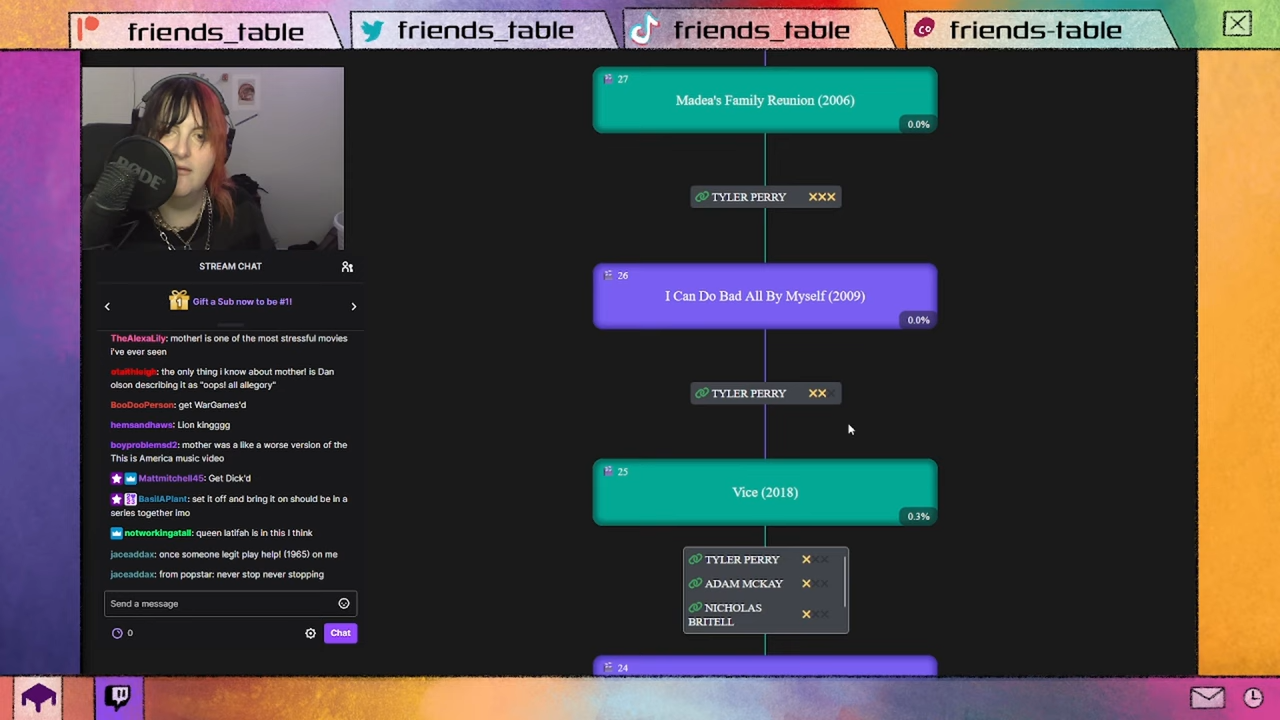 friends_table
friends_table
friends_table
friends-table
RØDE
STREAM CHAT
1
Gift a Sub now to be #1!
TheAlexaLily: mother! is one of the most stressful movies
i've ever seen
otaithleigh: the only thing i know about mother! is Dan
olson describing it as "oops! all allegory"
BooDooPerson: get WarGames'd
hemsandhaws: Lion kingggg
boyproblemsd2: mother was a like a worse version of the
This is America music video
Mattmitchell45: Get Dick'd
BasilAPlant: set it off and bring it on should be in a
series together imo
notworkingatall: queen latifah is in this I think
jaceaddax: once someone legit play help! (1965) on me
jaceaddax: from popstar: never stop never stopping
Send a message
0
Chat
27
Madea's Family Reunion (2006)
0.0%
TYLER PERRY
26
I Can Do Bad All By Myself (2009)
0.0%
TYLER PERRY
25
Vice (2018)
0.3%
TYLER PERRY
ADAM MCKAY
NICHOLAS
BRITELL
24